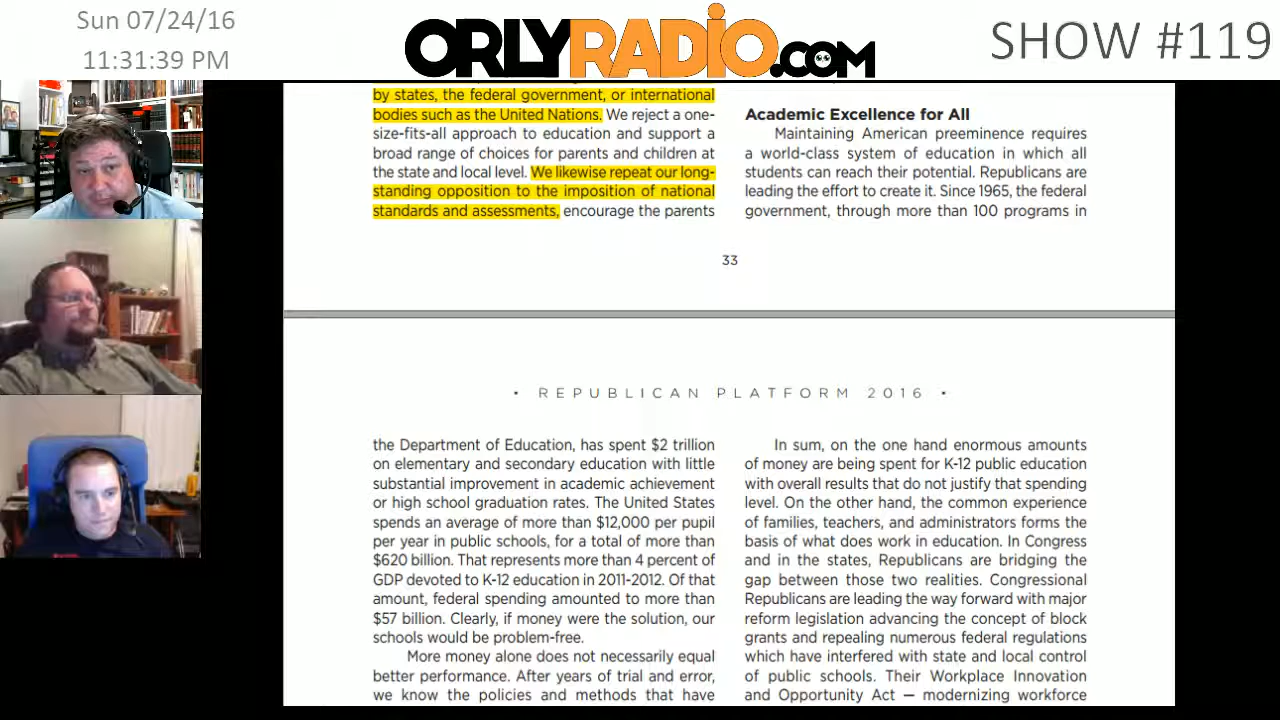 Sun 07/24/16
11:31:39 PM
ORLYRADiO.COM
SHOW #119
by states, the federal government, or international
bodies such as the United Nations. We reject a one-
size-fits-all approach to education and support a
broad range of choices for parents and children at
the state and local level. We likewise repeat our long-
standing opposition to the imposition of national
standards and assessments, encourage the parents
Academic Excellence for All
Maintaining American preeminence requires
a world-class system of education in which all
students can reach their potential. Republicans are
leading the effort to create it. Since 1965, the federal
government, through more than 100 programs in
33
• REPUBLICAN PLATFORM 2016 •
the Department of Education, has spent $2 trillion
on elementary and secondary education with little
substantial improvement in academic achievement
or high school graduation rates. The United States
spends an average of more than $12,000 per pupil
per year in public schools, for a total of more than
$620 billion. That represents more than 4 percent of
GDP devoted to K-12 education in 2011-2012. Of that
amount, federal spending amounted to more than
$57 billion. Clearly, if money were the solution, our
schools would be problem-free.
More money alone does not necessarily equal
better performance. After years of trial and error,
we know the policies and methods that have
In sum, on the one hand enormous amounts
of money are being spent for K-12 public education
with overall results that do not justify that spending
level. On the other hand, the common experience
of families, teachers, and administrators forms the
basis of what does work in education. In Congress
and in the states, Republicans are bridging the
gap between those two realities. Congressional
Republicans are leading the way forward with major
reform legislation advancing the concept of block
grants and repealing numerous federal regulations
which have interfered with state and local control
of public schools. Their Workplace Innovation
and Opportunity Act — modernizing workforce